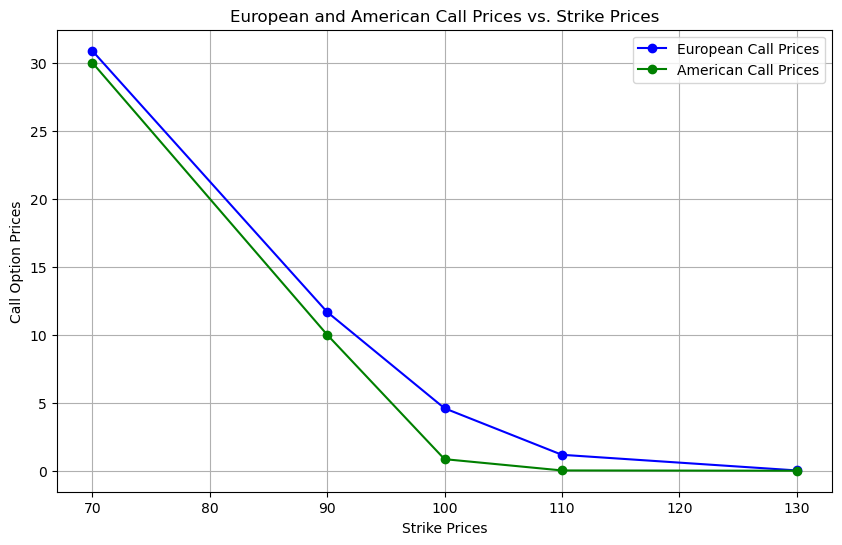 European and American Call Prices vs. Strike Prices
European Call Prices
American Call Prices
30
25
20
15
10
5
0
Call Option Prices
70 80 90 100 110 120 130
Strike Prices